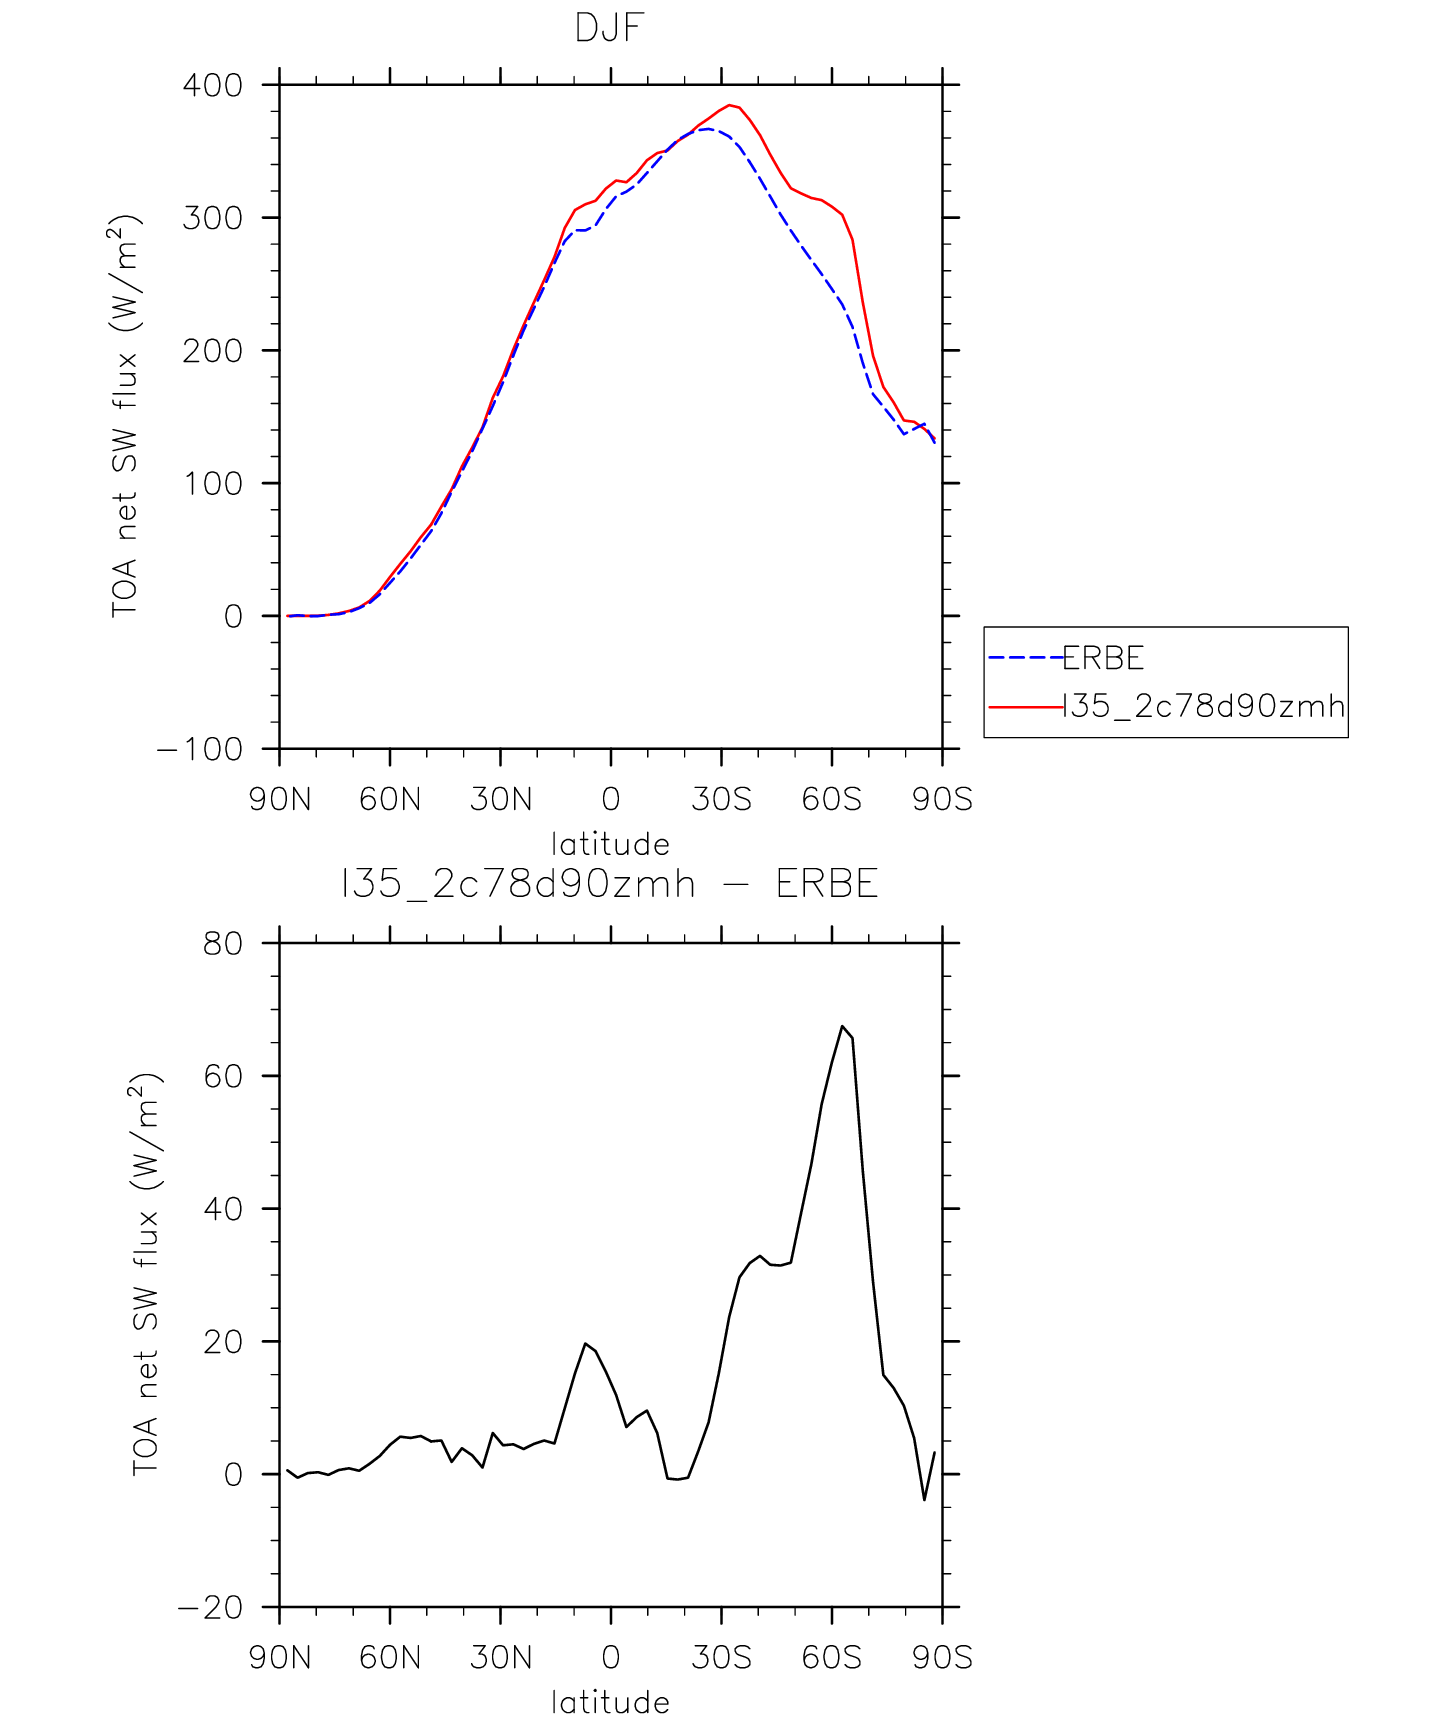 DJF
400
300
200
100
0
-100
TOA net SW flux (W/m²)
90N 60N 30N 0 30S 60S 90S
latitude
ERBE
I35_2c78d90zmh
I35_2c78d90zmh - ERBE
80
60
40
20
0
-20
TOA net SW flux (W/m²)
90N 60N 30N 0 30S 60S 90S
latitude